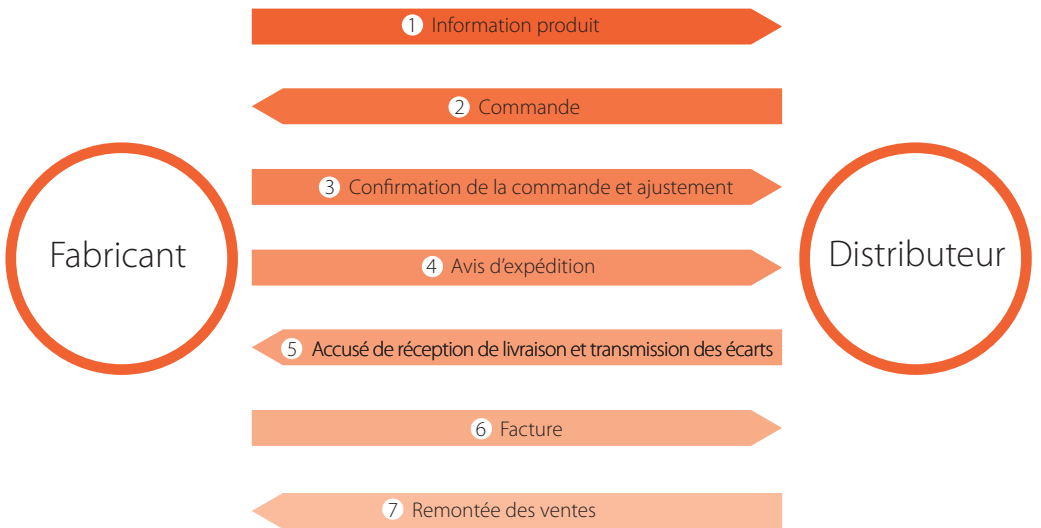 1 Information produit
2 Commande
3 Confirmation de la commande et ajustement
Fabricant
Distributeur
4 Avis d'expédition
5 Accusé de réception de livraison et transmission des écarts
6 Facture
7 Remontée des ventes